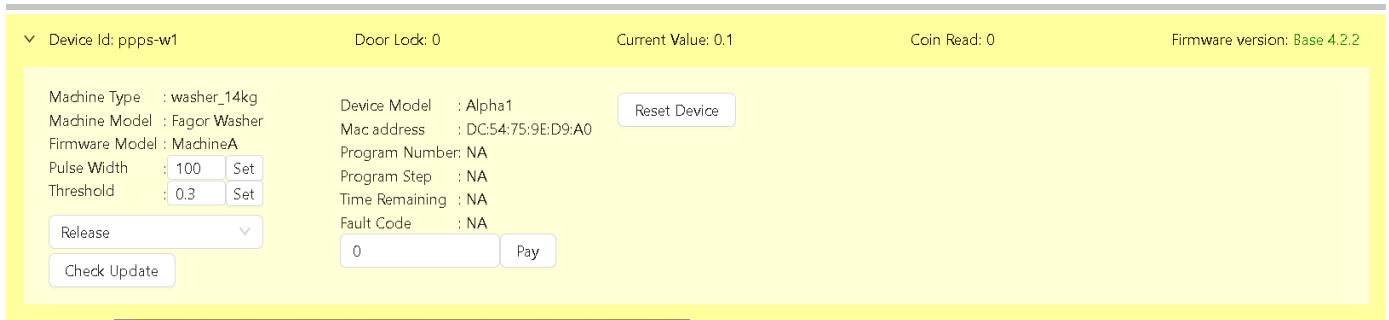 Device Id: ppps-w1 Door Lock: 0 Current Value: 0.1 Coin Read: 0 Firmware version: Base 4.2.2
Machine Type : washer_14kg
Machine Model : Fagor Washer
Firmware Model : MachineA
Pulse Width : 100 Set
Threshold : 0.3 Set
Release
Check Update
Device Model : Alpha1
Mac address : DC:54:75:9E:D9:A0
Program Number: NA
Program Step : NA
Time Remaining : NA
Fault Code : NA
0 Pay
Reset Device